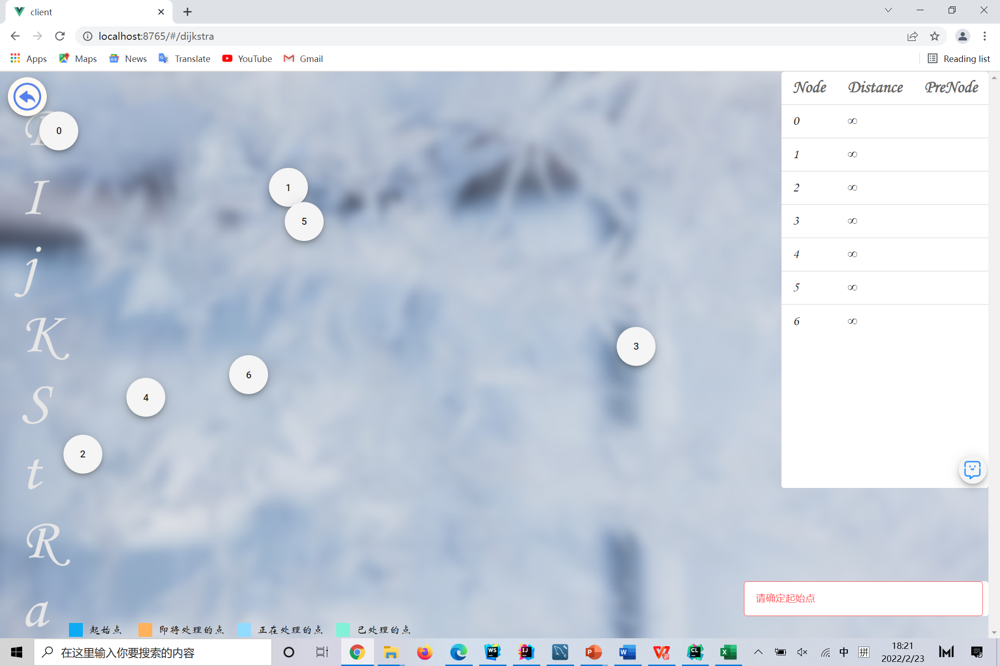 client
localhost:8765/#/dijkstra
Apps Maps News Translate YouTube Gmail Reading list
D
I
j
K
S
t
R
a
0
1
5
3
6
4
2
Node Distance PreNode
0 ∞
1 ∞
2 ∞
3 ∞
4 ∞
5 ∞
6 ∞
请确定起始点
起始点 即将处理的点 正在处理的点 已处理的点
在这里输入你要搜索的内容
WS IJ P W CL X
中 拼
18:21
2022/2/23